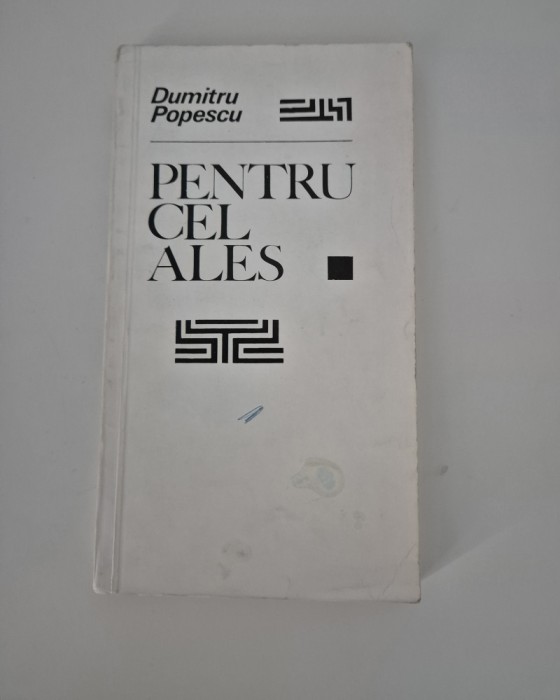 Dumitru
Popescu
PENTRU
CEL
ALES